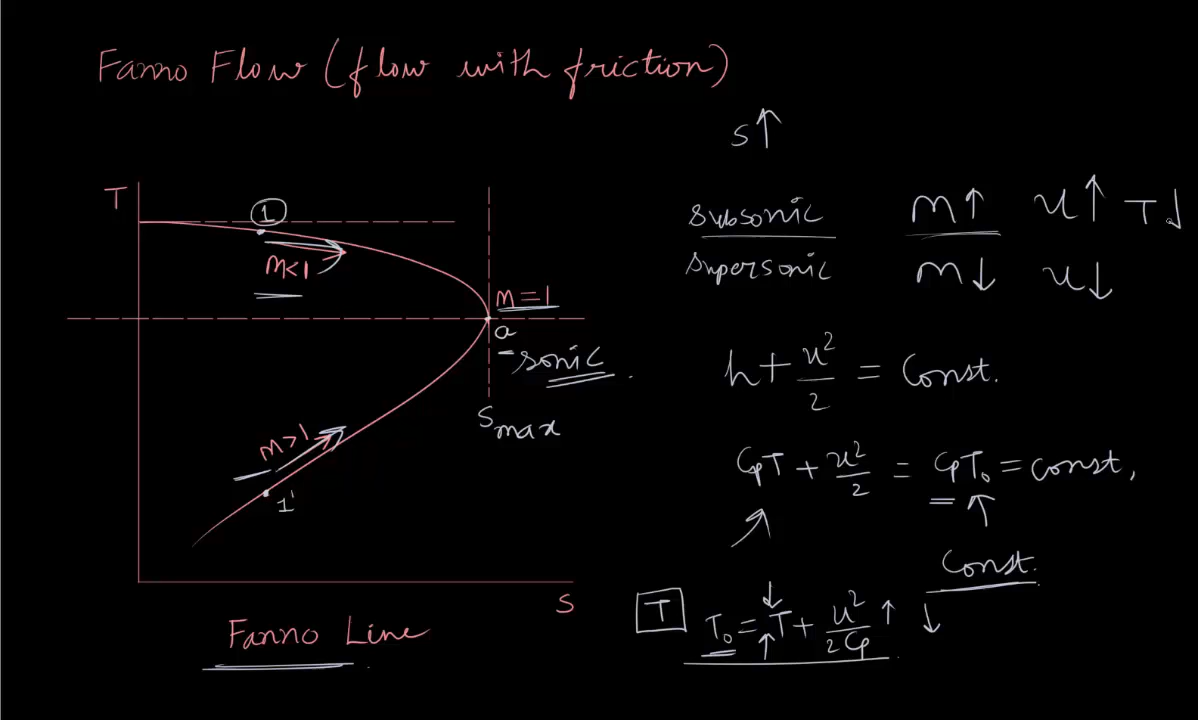 Fanno Flow (flow with friction)
T
1
M<1
M=1
a
sonic
Smax
M>1
1'
S
Fanno Line
S↑
Subsonic M↑ u↑ T↓
Supersonic M↓ u↓
h + u²/2 = Const.
CpT + u²/2 = CpT₀ = Const,
↑ ↑
Const.
T T₀ = T + u²/2Cp ↑ ↓